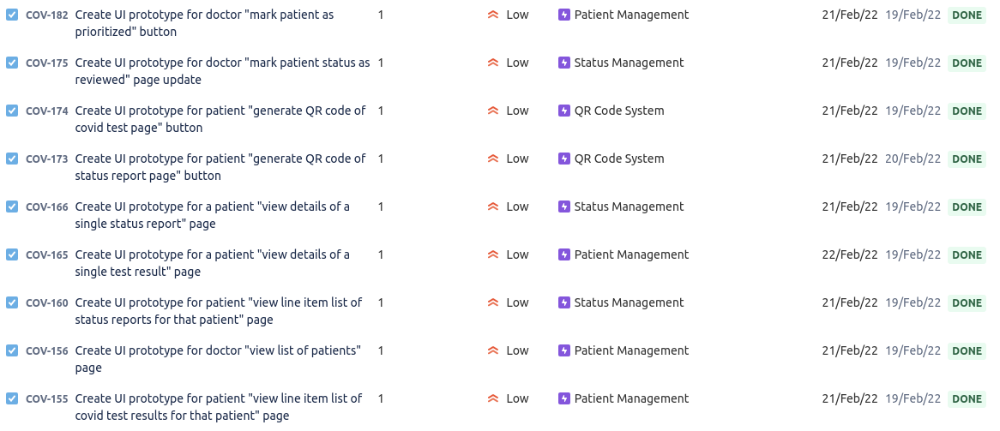 COV-182 Create UI prototype for doctor "mark patient as 1 Low Patient Management 21/Feb/22 19/Feb/22 DONE
prioritized" button
COV-175 Create UI prototype for doctor "mark patient status as 1 Low Status Management 21/Feb/22 19/Feb/22 DONE
reviewed" page update
COV-174 Create UI prototype for patient "generate QR code of 1 Low QR Code System 21/Feb/22 19/Feb/22 DONE
covid test page" button
COV-173 Create UI prototype for patient "generate QR code of 1 Low QR Code System 21/Feb/22 20/Feb/22 DONE
status report page" button
COV-166 Create UI prototype for a patient "view details of a 1 Low Status Management 21/Feb/22 19/Feb/22 DONE
single status report" page
COV-165 Create UI prototype for a patient "view details of a 1 Low Patient Management 22/Feb/22 19/Feb/22 DONE
single test result" page
COV-160 Create UI prototype for patient "view line item list of 1 Low Status Management 21/Feb/22 19/Feb/22 DONE
status reports for that patient" page
COV-156 Create UI prototype for doctor "view list of patients" 1 Low Patient Management 21/Feb/22 19/Feb/22 DONE
page
COV-155 Create UI prototype for patient "view line item list of 1 Low Patient Management 21/Feb/22 19/Feb/22 DONE
covid test results for that patient" page